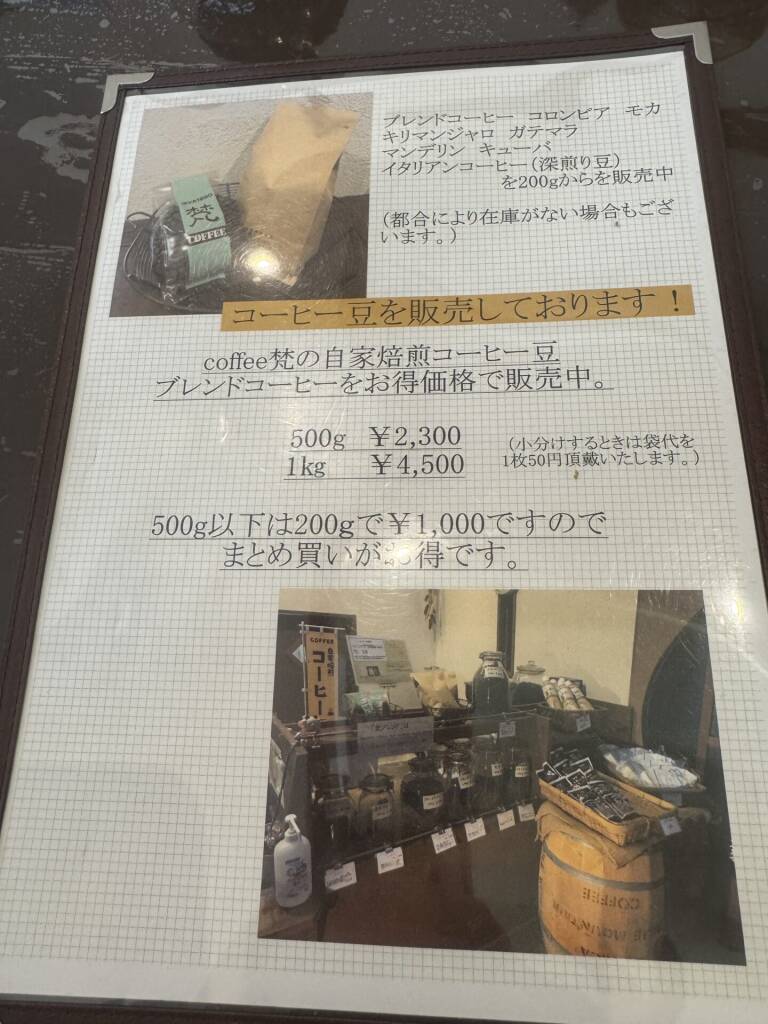 ブレンドコーヒー コロンビア モカ
キリマンジャロ ガテマラ
マンデリン キューバ
イタリアンコーヒー（深煎り豆）
を200gからを販売中
（都合により在庫がない場合もござ
います。）
梵
COFFEE
コーヒー豆を販売しております！
coffee梵の自家焙煎コーヒー豆
ブレンドコーヒーをお得価格で販売中。
500g ￥2,300
1kg ￥4,500
（小分けするときは袋代を
1枚50円頂戴いたします。）
500g以下は200gで￥1,000ですので
まとめ買いがお得です。
COFFEE
自家焙煎
コーヒー
COFFEE